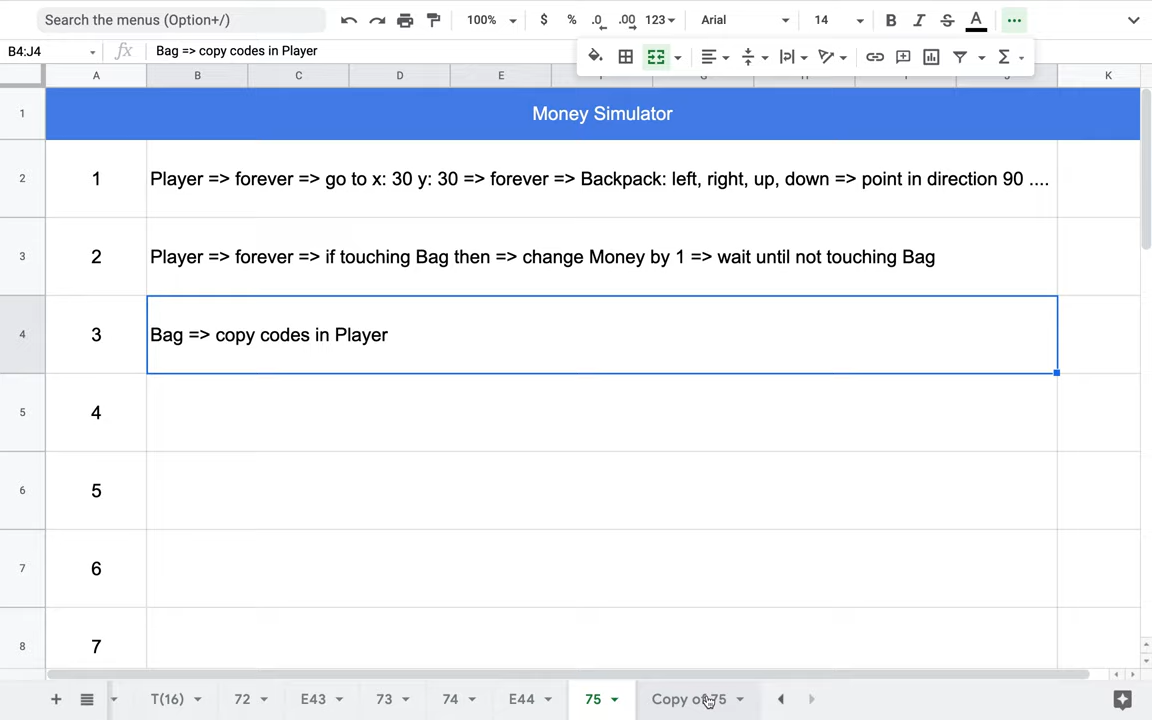 Search the menus (Option+/)
100%
$
%
.0
.00
123
Arial
14
B
I
S
A
B4:J4
fx
Bag => copy codes in Player
A
B
C
D
E
K
1
Money Simulator
2
1
Player => forever => go to x: 30 y: 30 => forever => Backpack: left, right, up, down => point in direction 90 ....
3
2
Player => forever => if touching Bag then => change Money by 1 => wait until not touching Bag
4
3
Bag => copy codes in Player
5
4
6
5
7
6
8
7
T(16)
72
E43
73
74
E44
75
Copy of 75